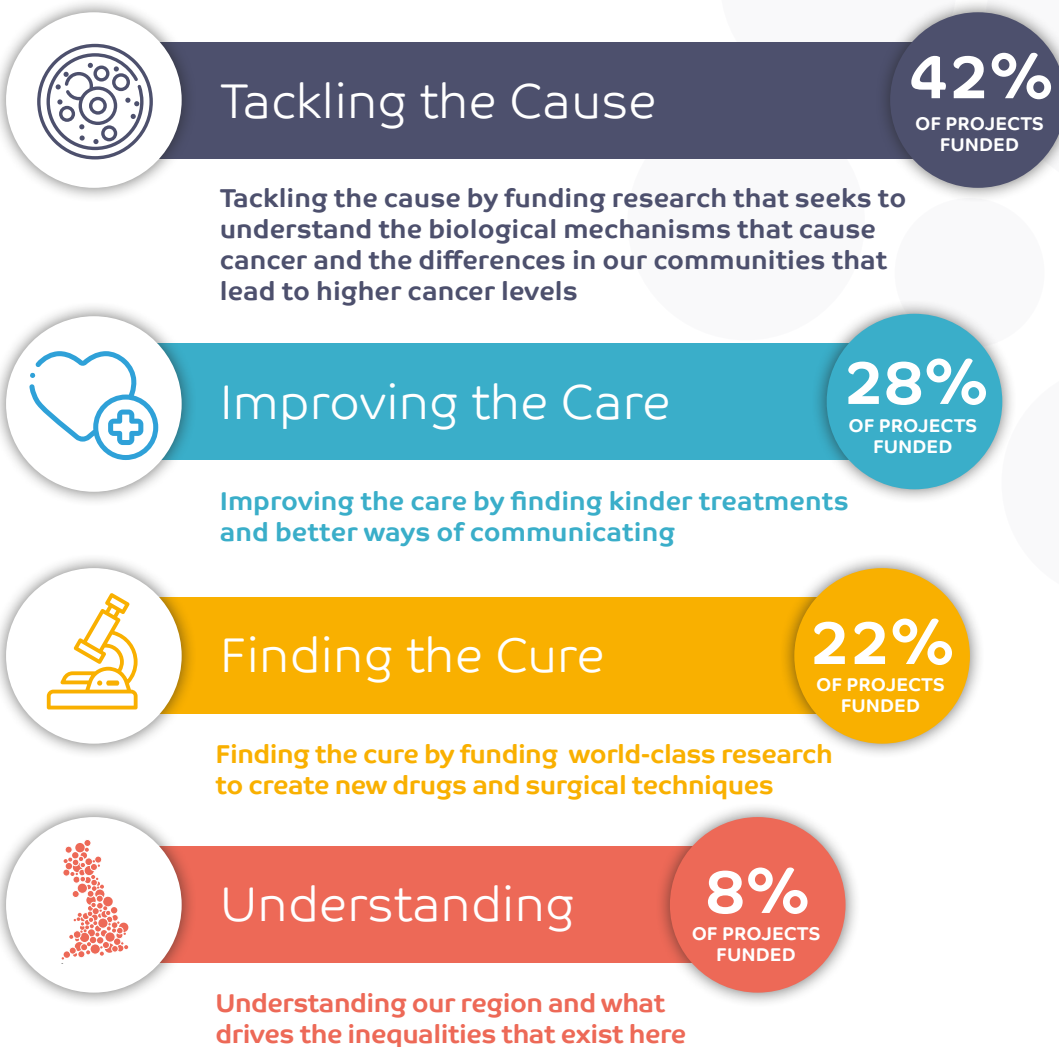 Tackling the Cause
42%
OF PROJECTS
FUNDED
Tackling the cause by funding research that seeks to
understand the biological mechanisms that cause
cancer and the differences in our communities that
lead to higher cancer levels
Improving the Care
28%
OF PROJECTS
FUNDED
Improving the care by finding kinder treatments
and better ways of communicating
Finding the Cure
22%
OF PROJECTS
FUNDED
Finding the cure by funding world-class research
to create new drugs and surgical techniques
Understanding
8%
OF PROJECTS
FUNDED
Understanding our region and what
drives the inequalities that exist here